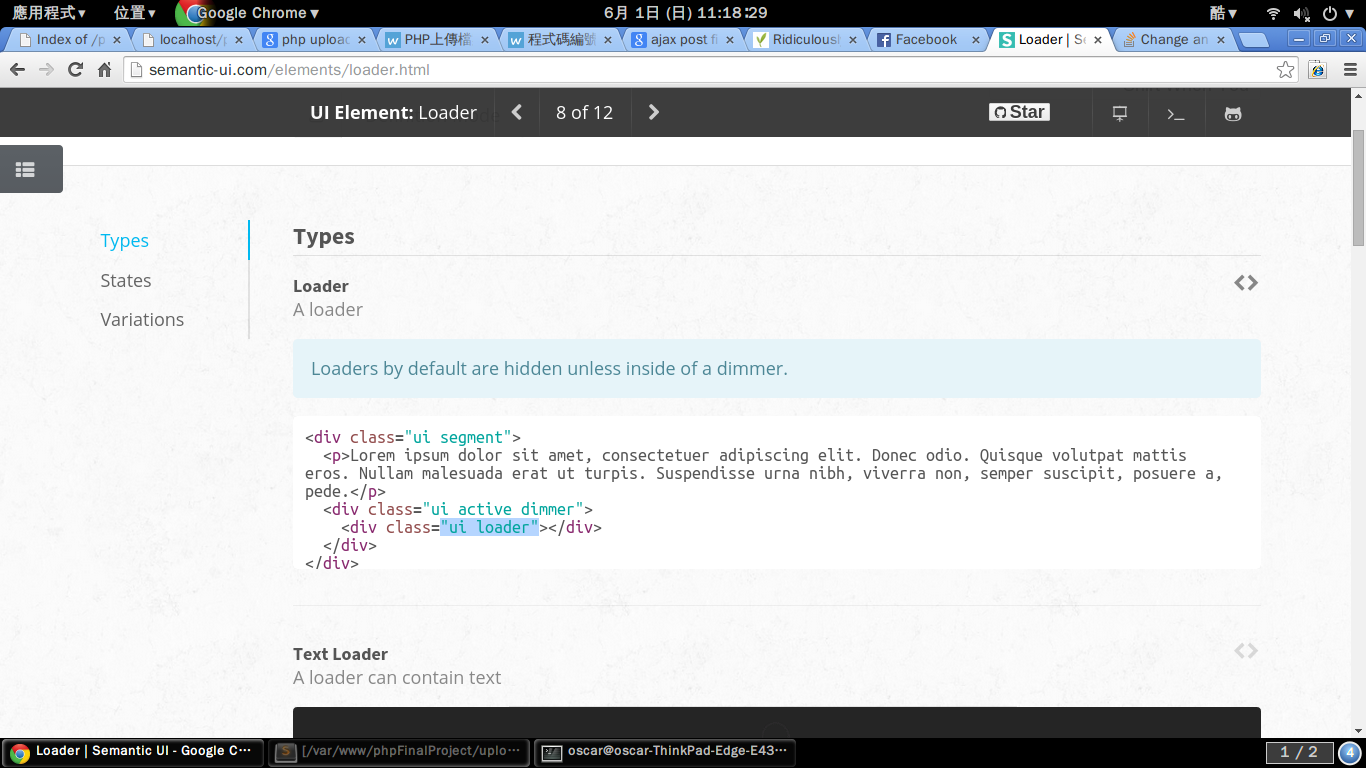 應用程式▾ 位置▾ Google Chrome ▾ 6月 1日 (日) 11:18:29 酷▾
Index of /p localhost/p php uploa PHP上傳檔 程式碼編號 ajax post fi Ridiculous Facebook Loader | Se Change an
semantic-ui.com/elements/loader.html
UI Element: Loader 8 of 12 Star
Types
States
Variations
Types
Loader
A loader
Loaders by default are hidden unless inside of a dimmer.
<div class="ui segment">
<p>Lorem ipsum dolor sit amet, consectetuer adipiscing elit. Donec odio. Quisque volutpat mattis
eros. Nullam malesuada erat ut turpis. Suspendisse urna nibh, viverra non, semper suscipit, posuere a,
pede.</p>
<div class="ui active dimmer">
<div class="ui loader"></div>
</div>
</div>
Text Loader
A loader can contain text
Loader | Semantic UI - Google C··· [/var/www/phpFinalProject/uplo··· oscar@oscar-ThinkPad-Edge-E43··· 1 / 2 4